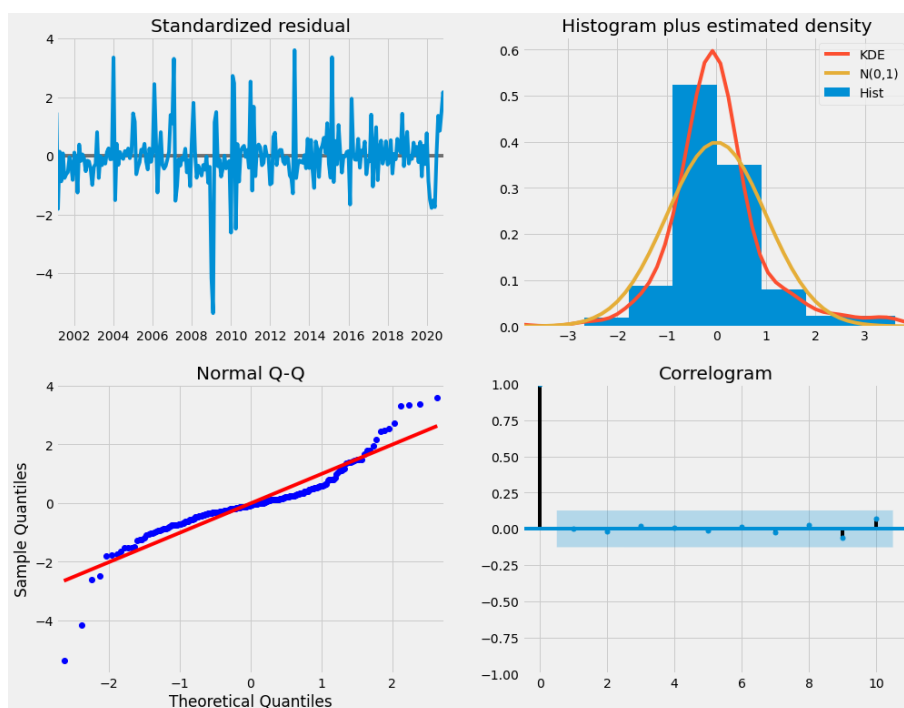 Standardized residual
4
2
0
−2
−4
2002 2004 2006 2008 2010 2012 2014 2016 2018 2020
Histogram plus estimated density
0.6
0.5
0.4
0.3
0.2
0.1
0.0
−3 −2 −1 0 1 2 3
KDE
N(0,1)
Hist
Normal Q-Q
Sample Quantiles
4
2
0
−2
−4
−2 −1 0 1 2
Theoretical Quantiles
Correlogram
1.00
0.75
0.50
0.25
0.00
−0.25
−0.50
−0.75
−1.00
0 2 4 6 8 10